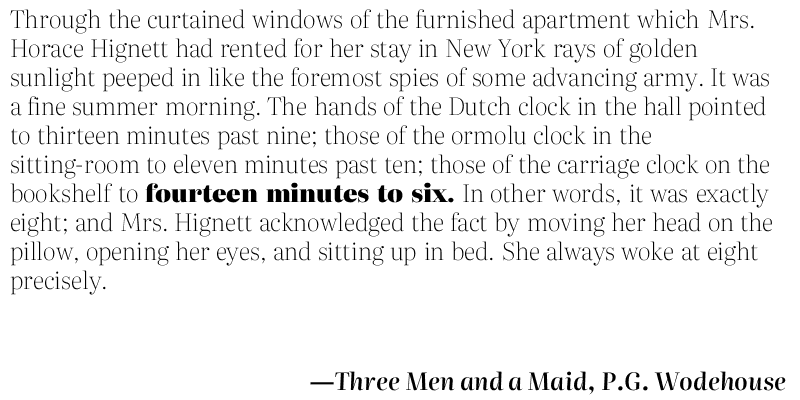 Through the curtained windows of the furnished apartment which Mrs.
Horace Hignett had rented for her stay in New York rays of golden
sunlight peeped in like the foremost spies of some advancing army. It was
a fine summer morning. The hands of the Dutch clock in the hall pointed
to thirteen minutes past nine; those of the ormolu clock in the
sitting-room to eleven minutes past ten; those of the carriage clock on the
bookshelf to fourteen minutes to six. In other words, it was exactly
eight; and Mrs. Hignett acknowledged the fact by moving her head on the
pillow, opening her eyes, and sitting up in bed. She always woke at eight
precisely.
—Three Men and a Maid, P.G. Wodehouse